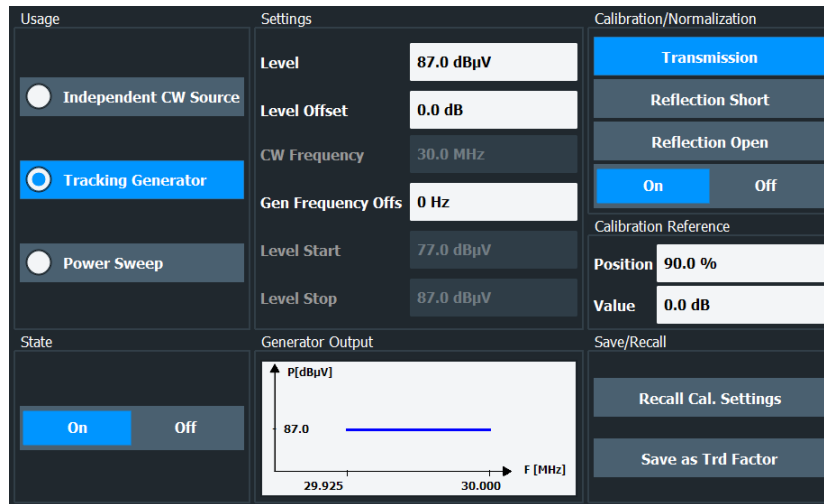 Usage
Independent CW Source
Tracking Generator
Power Sweep
Settings
Level 87.0 dBµV
Level Offset 0.0 dB
CW Frequency 30.0 MHz
Gen Frequency Offs 0 Hz
Level Start 77.0 dBµV
Level Stop 87.0 dBµV
Calibration/Normalization
Transmission
Reflection Short
Reflection Open
On Off
Calibration Reference
Position 90.0 %
Value 0.0 dB
State
On Off
Generator Output
P[dBµV]
87.0
F [MHz]
29.925 30.000
Save/Recall
Recall Cal. Settings
Save as Trd Factor